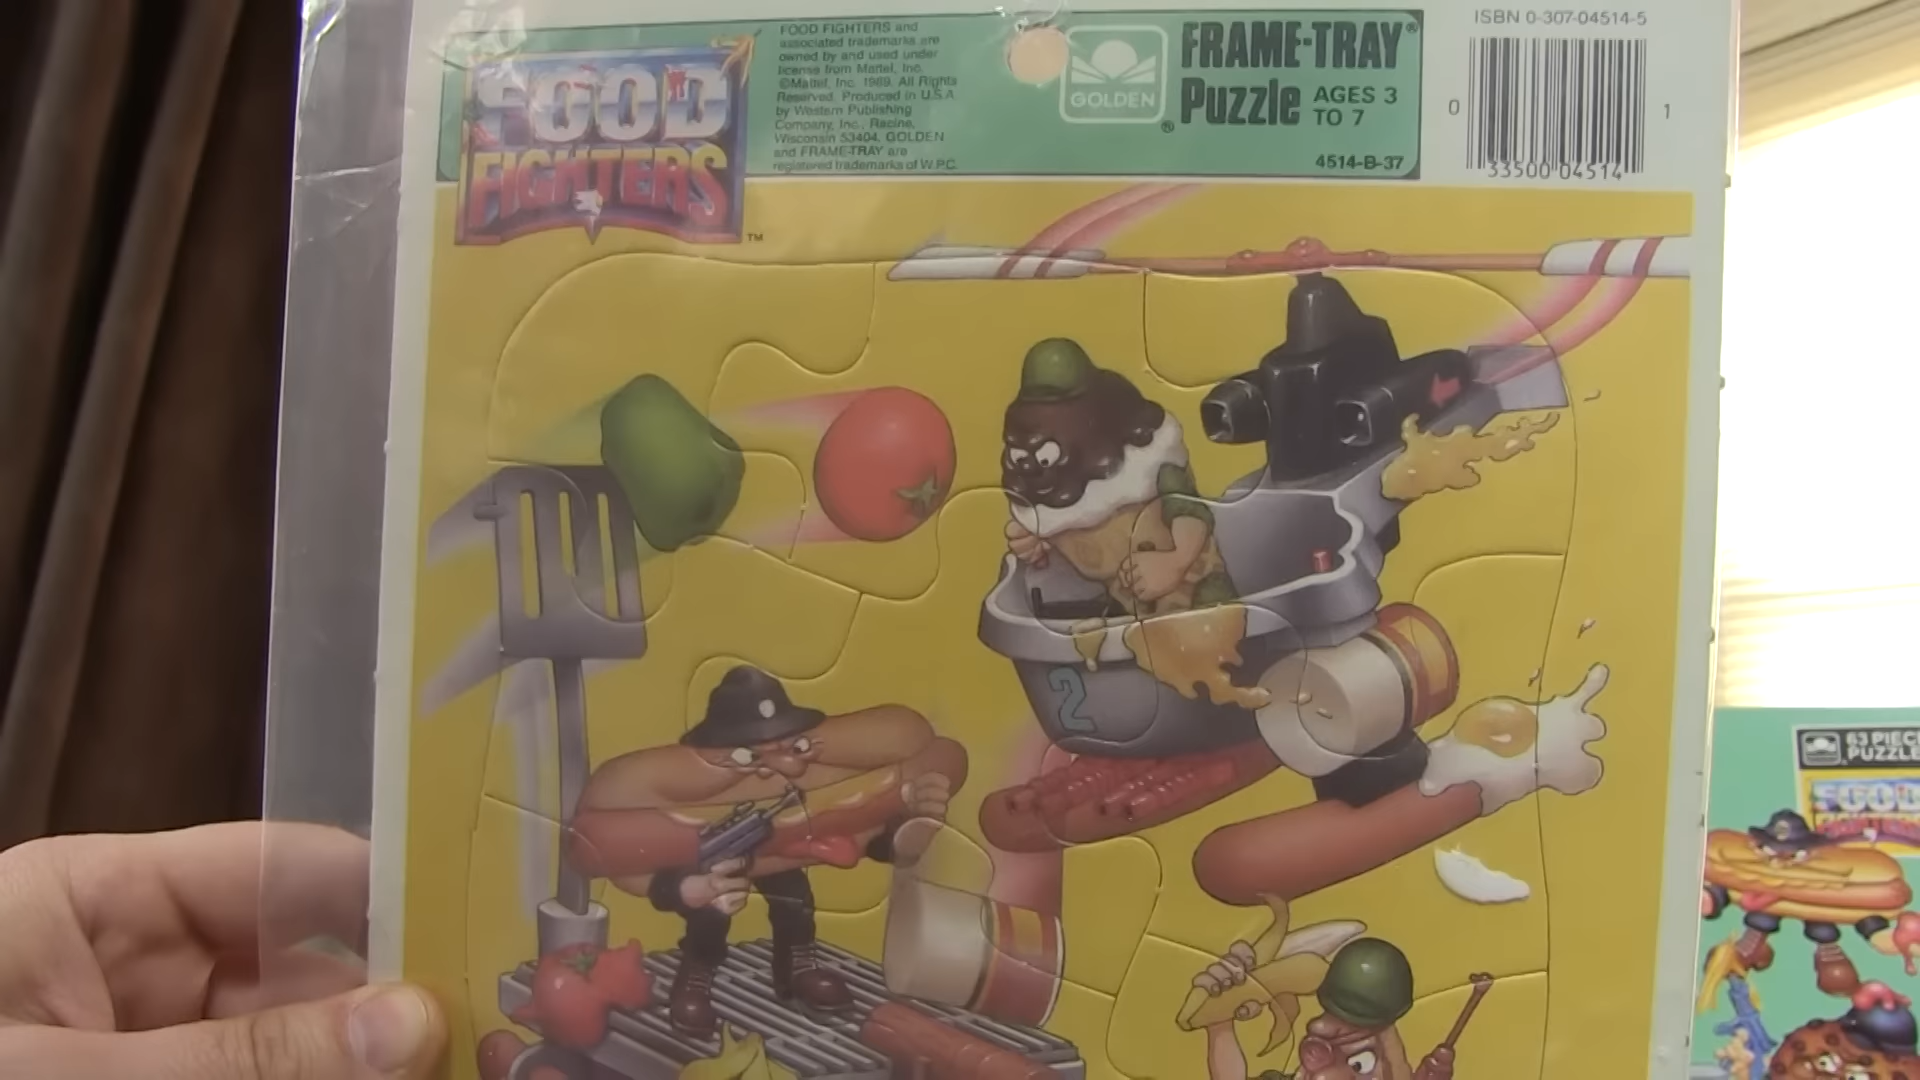 FOOD
FIGHTERS
™
FOOD FIGHTERS and
associated trademarks are
owned by and used under
license from Mattel, Inc.
©Mattel, Inc. 1989. All Rights
Reserved. Produced in U.S.A.
by Western Publishing
Company, Inc., Racine,
Wisconsin 53404. GOLDEN
and FRAME-TRAY are
registered trademarks of W.P.C.
GOLDEN
®
FRAME-TRAY®
Puzzle
AGES 3
TO 7
4514-B-37
ISBN 0-307-04514-5
0
33500 04514
1
2
63 PIECE
PUZZLE
FOOD
FIGHTERS